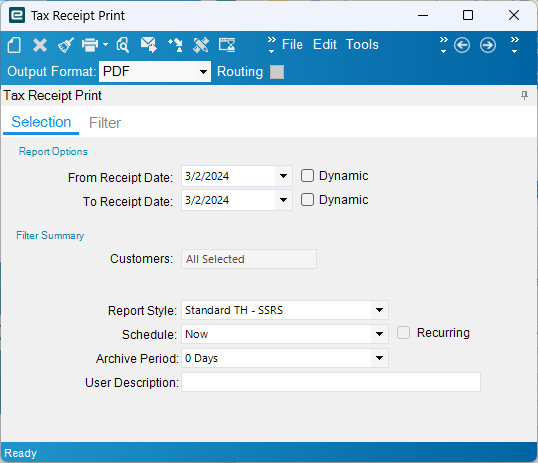 Tax Receipt Print
File Edit Tools
Output Format: PDF Routing
Tax Receipt Print
Selection Filter
Report Options
From Receipt Date: 3/2/2024 Dynamic
To Receipt Date: 3/2/2024 Dynamic
Filter Summary
Customers: All Selected
Report Style: Standard TH - SSRS
Schedule: Now Recurring
Archive Period: 0 Days
User Description:
Ready